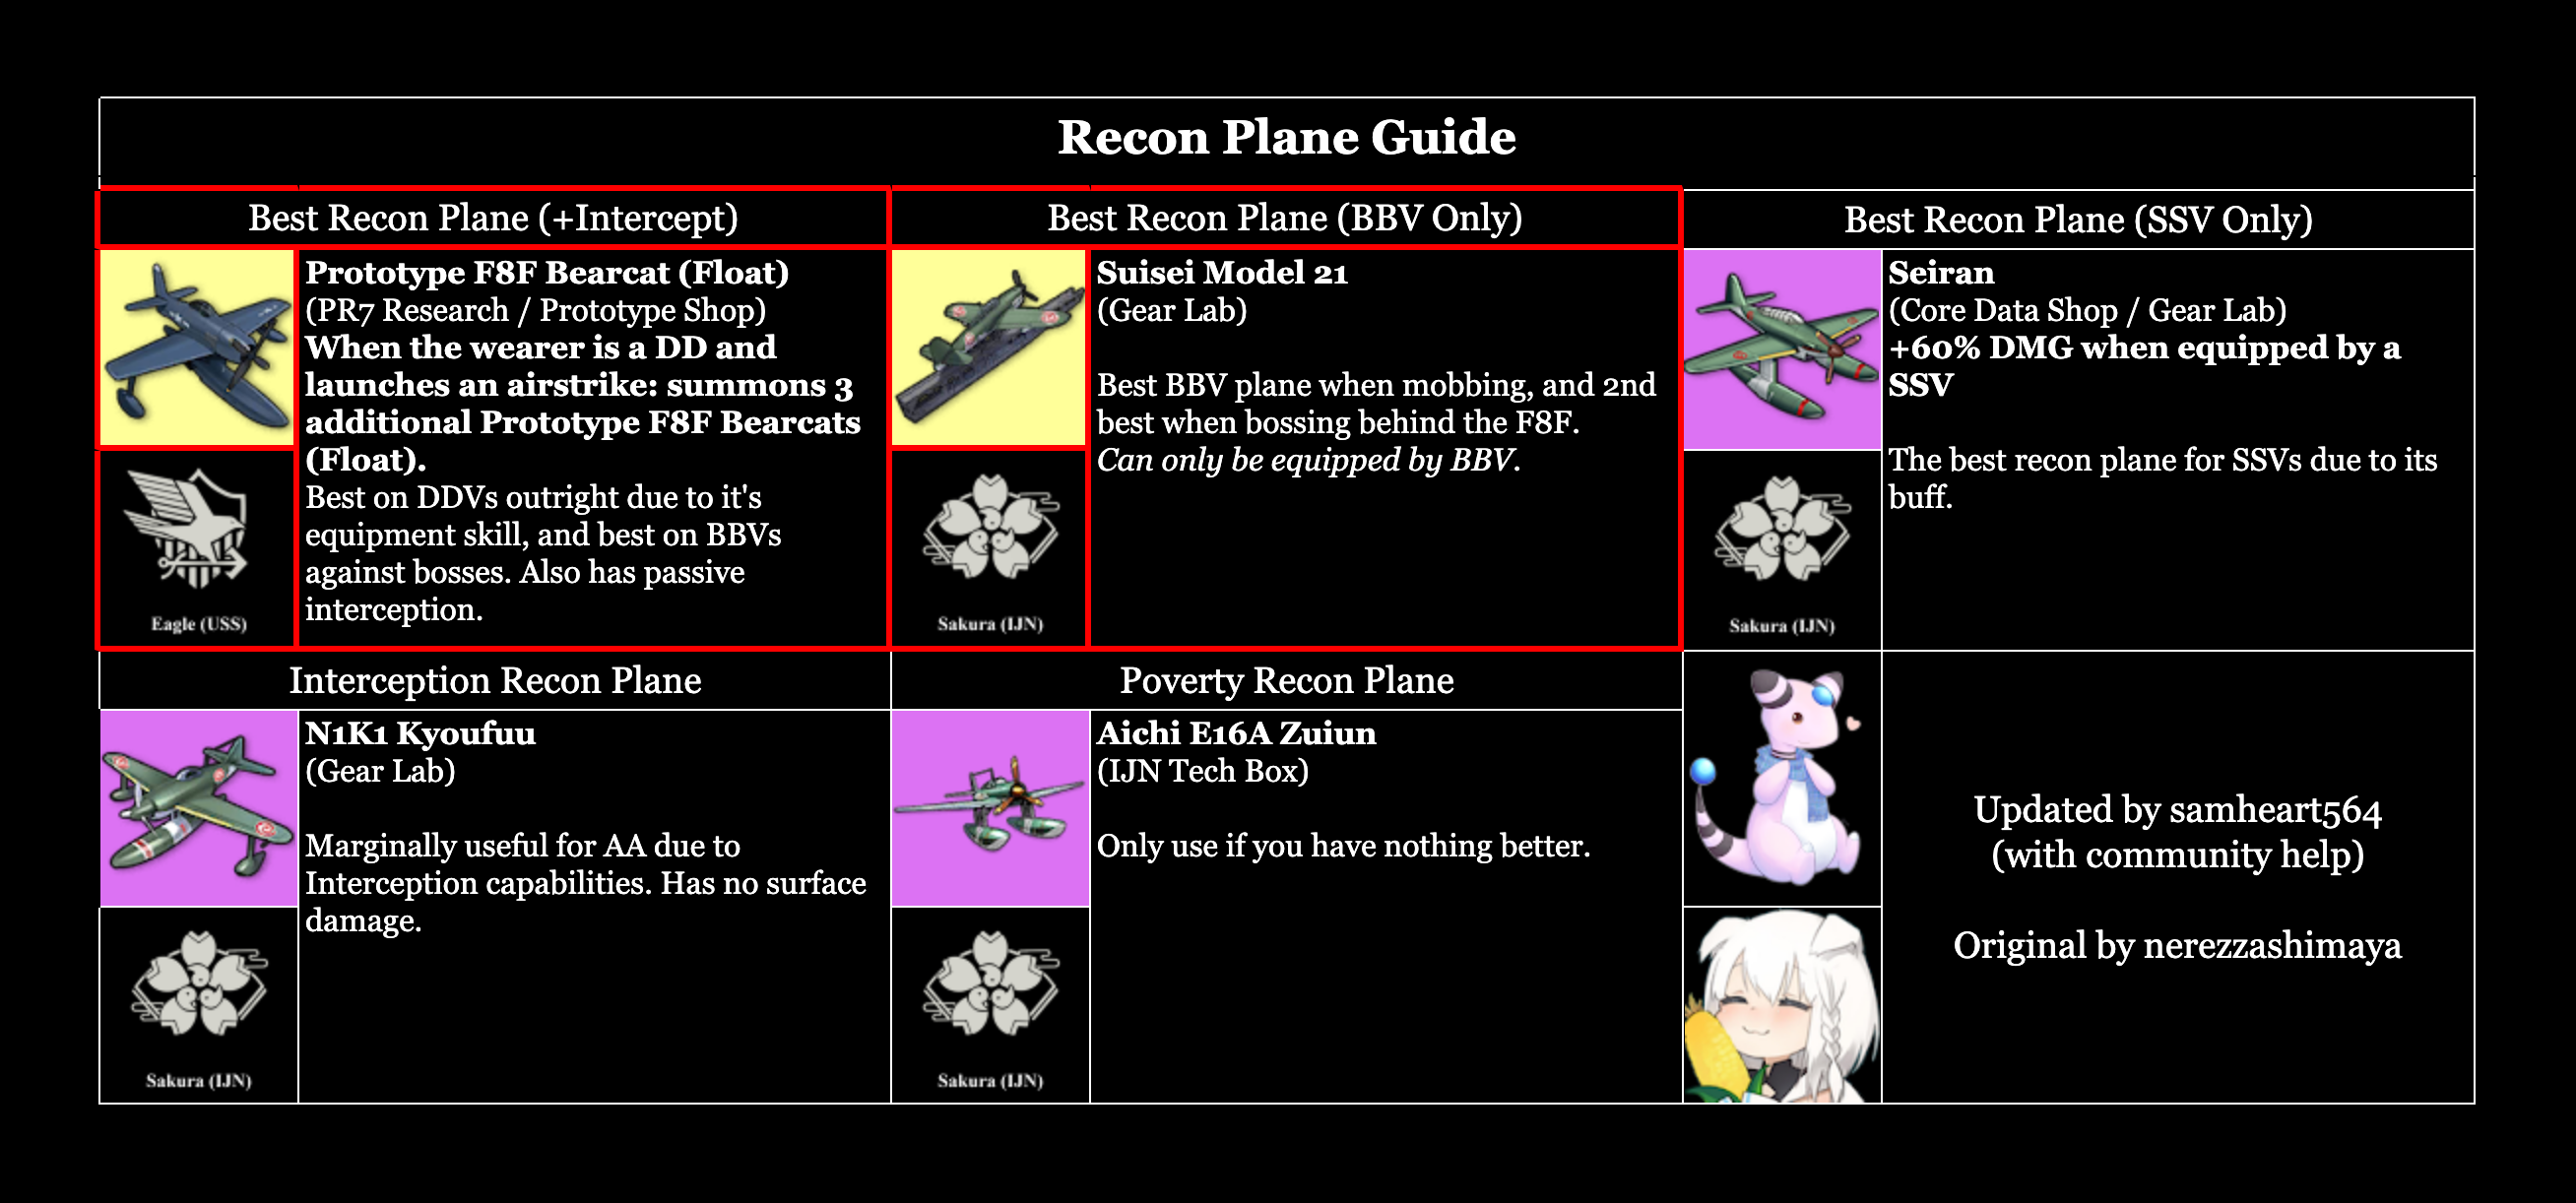 Recon Plane Guide
Best Recon Plane (+Intercept)
Prototype F8F Bearcat (Float)
(PR7 Research / Prototype Shop)
When the wearer is a DD and
launches an airstrike: summons 3
additional Prototype F8F Bearcats
(Float).
Best on DDVs outright due to it's
equipment skill, and best on BBVs
against bosses. Also has passive
interception.
Eagle (USS)
Best Recon Plane (BBV Only)
Suisei Model 21
(Gear Lab)
Best BBV plane when mobbing, and 2nd
best when bossing behind the F8F.
Can only be equipped by BBV.
Sakura (IJN)
Best Recon Plane (SSV Only)
Seiran
(Core Data Shop / Gear Lab)
+60% DMG when equipped by a
SSV
The best recon plane for SSVs due to its
buff.
Sakura (IJN)
Interception Recon Plane
N1K1 Kyoufuu
(Gear Lab)
Marginally useful for AA due to
Interception capabilities. Has no surface
damage.
Sakura (IJN)
Poverty Recon Plane
Aichi E16A Zuiun
(IJN Tech Box)
Only use if you have nothing better.
Sakura (IJN)
Updated by samheart564
(with community help)
Original by nerezzashimaya